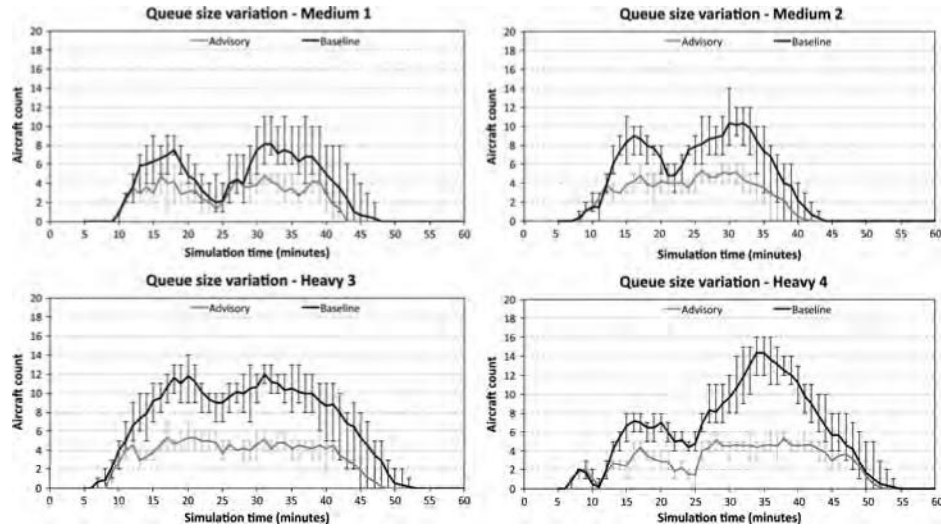 Queue size variation - Medium 1
Advisory Baseline
Aircraft count
20
18
16
14
12
10
8
6
4
2
0
0 5 10 15 20 25 30 35 40 45 50 55 60
Simulation time (minutes)
Queue size variation - Medium 2
Advisory Baseline
Aircraft count
20
18
16
14
12
10
8
6
4
2
0
0 5 10 15 20 25 30 35 40 45 50 55 60
Simulation time (minutes)
Queue size variation - Heavy 3
Advisory Baseline
Aircraft count
20
18
16
14
12
10
8
6
4
2
0
0 5 10 15 20 25 30 35 40 45 50 55 60
Simulation time (minutes)
Queue size variation - Heavy 4
Advisory Baseline
Aircraft count
20
18
16
14
12
10
8
6
4
2
0
0 5 10 15 20 25 30 35 40 45 50 55 60
Simulation time (minutes)